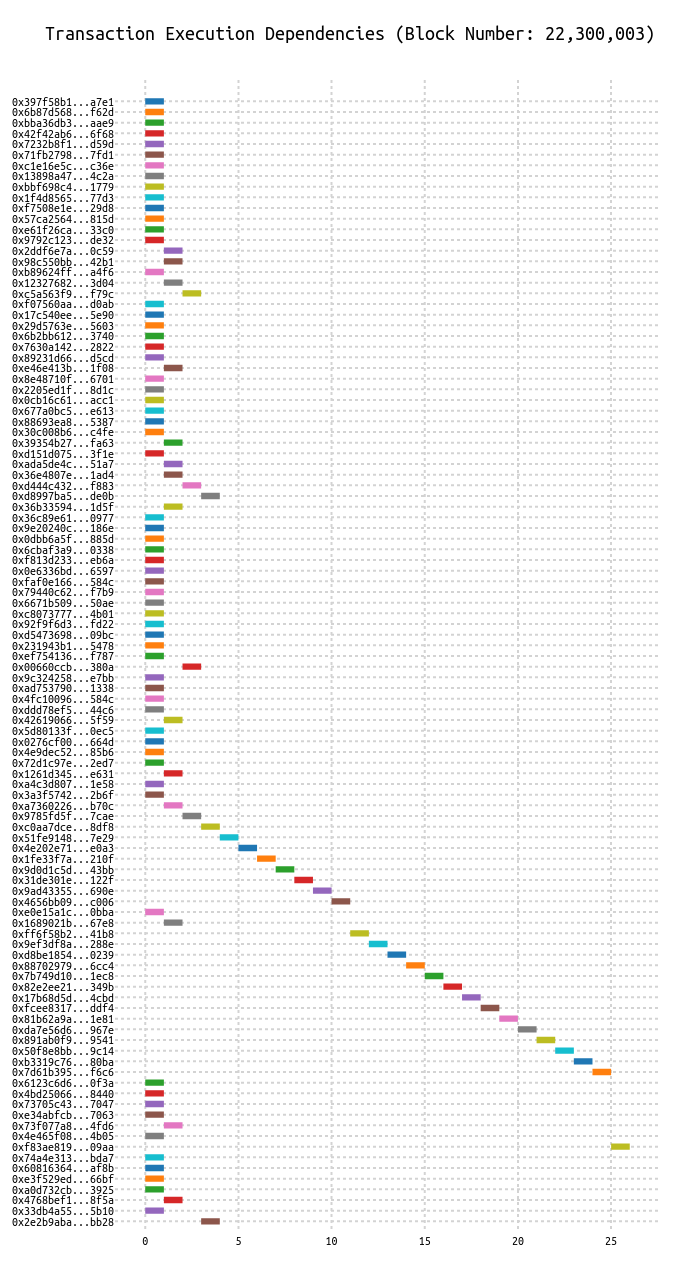 Transaction Execution Dependencies (Block Number: 22,300,003)
0x397f58b1...a7e1
0x6b87d568...f62d
0xbba36db3...aae9
0x42f42ab6...6f68
0x7232b8f1...d59d
0x71fb2798...7fd1
0xc1e16e5c...c36e
0x13898a47...4c2a
0xbbf698c4...1779
0x1f4d8565...77d3
0xf7508e1e...29d8
0x57ca2564...815d
0xe61f26ca...33c0
0x9792c123...de32
0x2ddf6e7a...0c59
0x98c550bb...42b1
0xb89624ff...a4f6
0x12327682...3d04
0xc5a563f9...f79c
0xf07560aa...d0ab
0x17c540ee...5e90
0x29d5763e...5603
0x6b2bb612...3740
0x7630a142...2822
0x89231d66...d5cd
0xe46e413b...1f08
0x8e48710f...6701
0x2205ed1f...8d1c
0x0cb16c61...acc1
0x677a0bc5...e613
0x88693ea8...5387
0x30c008b6...c4fe
0x39354b27...fa63
0xd151d075...3f1e
0xada5de4c...51a7
0x36e4807e...1ad4
0xd444c432...f883
0xd8997ba5...de0b
0x36b33594...1d5f
0x36c89e61...0977
0x9e20240c...186e
0x0dbb6a5f...885d
0x6cbaf3a9...0338
0xf813d233...eb6a
0x0e6336bd...6597
0xfaf0e166...584c
0x79440c62...f7b9
0x6671b509...50ae
0xc8073777...4b01
0x92f9f6d3...fd22
0xd5473698...09bc
0x231943b1...5478
0xef754136...f787
0x00660ccb...380a
0x9c324258...e7bb
0xad753790...1338
0x4fc10096...584c
0xddd78ef5...44c6
0x42619066...5f59
0x5d80133f...0ec5
0x0276cf00...664d
0x4e9dec52...85b6
0x72d1c97e...2ed7
0x1261d345...e631
0xa4c3d807...1e58
0x3a3f5742...2b6f
0xa7360226...b70c
0x9785fd5f...7cae
0xc0aa7dce...8df8
0x51fe9148...7e29
0x4e202e71...e0a3
0x1fe33f7a...210f
0x9d0d1c5d...43bb
0x31de301e...122f
0x9ad43355...690e
0x4656bb09...c006
0xe0e15a1c...0bba
0x1689021b...67e8
0xff6f58b2...41b8
0x9ef3df8a...288e
0xd8be1854...0239
0x88702979...6cc4
0x7b749d10...1ec8
0x82e2ee21...349b
0x17b68d5d...4cbd
0xfcee8317...ddf4
0x81b62a9a...1e81
0xda7e56d6...967e
0x891ab0f9...9541
0x50f8e8bb...9c14
0xb3319c76...80ba
0x7d61b395...f6c6
0x6123c6d6...0f3a
0x4bd25066...8440
0x73705c43...7047
0xe34abfcb...7063
0x73f077a8...4fd6
0x4e465f08...4b05
0xf83ae819...09aa
0x74a4e313...bda7
0x60816364...af8b
0xe3f529ed...66bf
0xa0d732cb...3925
0x4768bef1...8f5a
0x33db4a55...5b10
0x2e2b9aba...bb28
0 5 10 15 20 25